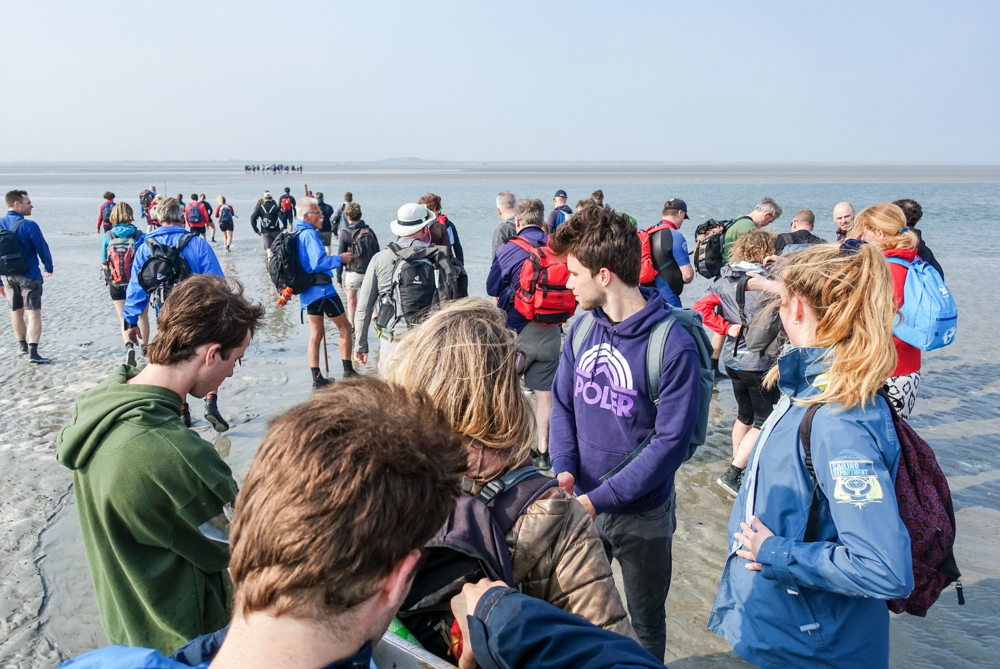 POLER
SAILING
DEPARTMENT
deuter